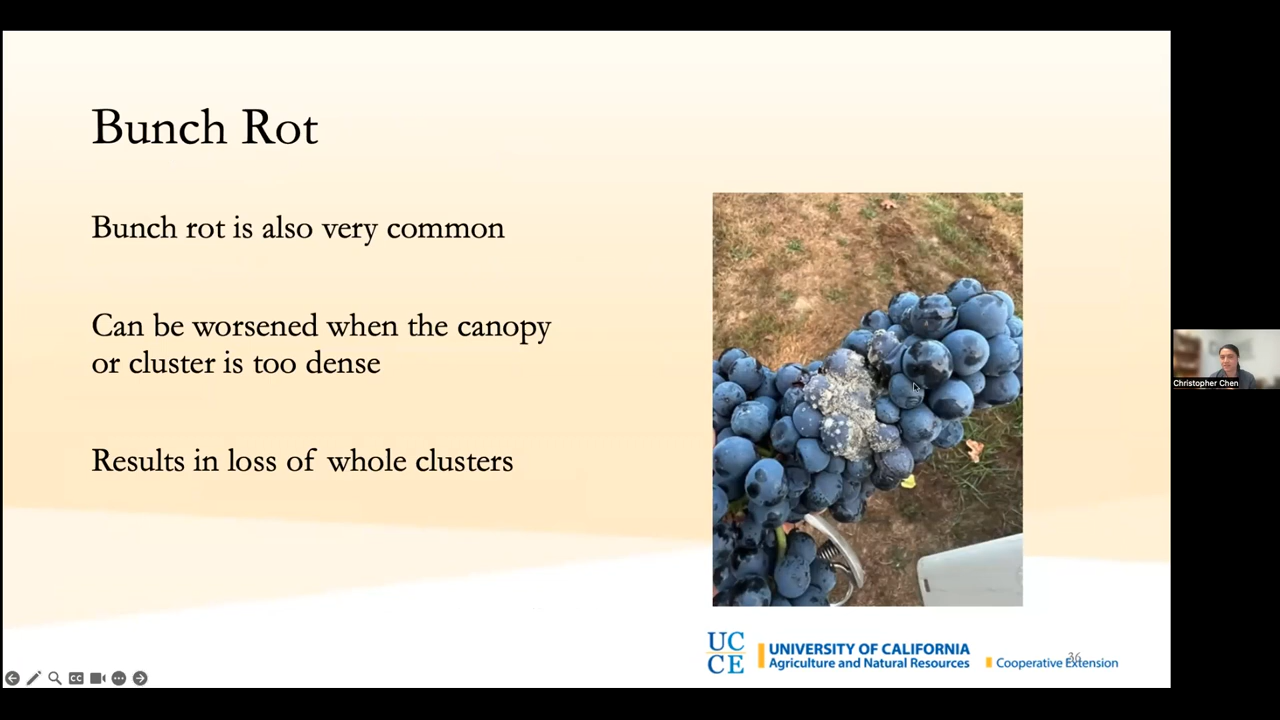 Bunch Rot
Bunch rot is also very common
Can be worsened when the canopy
or cluster is too dense
Results in loss of whole clusters
UC
CE
UNIVERSITY OF CALIFORNIA
Agriculture and Natural Resources
Cooperative Extension
36
CC
Christopher Chen